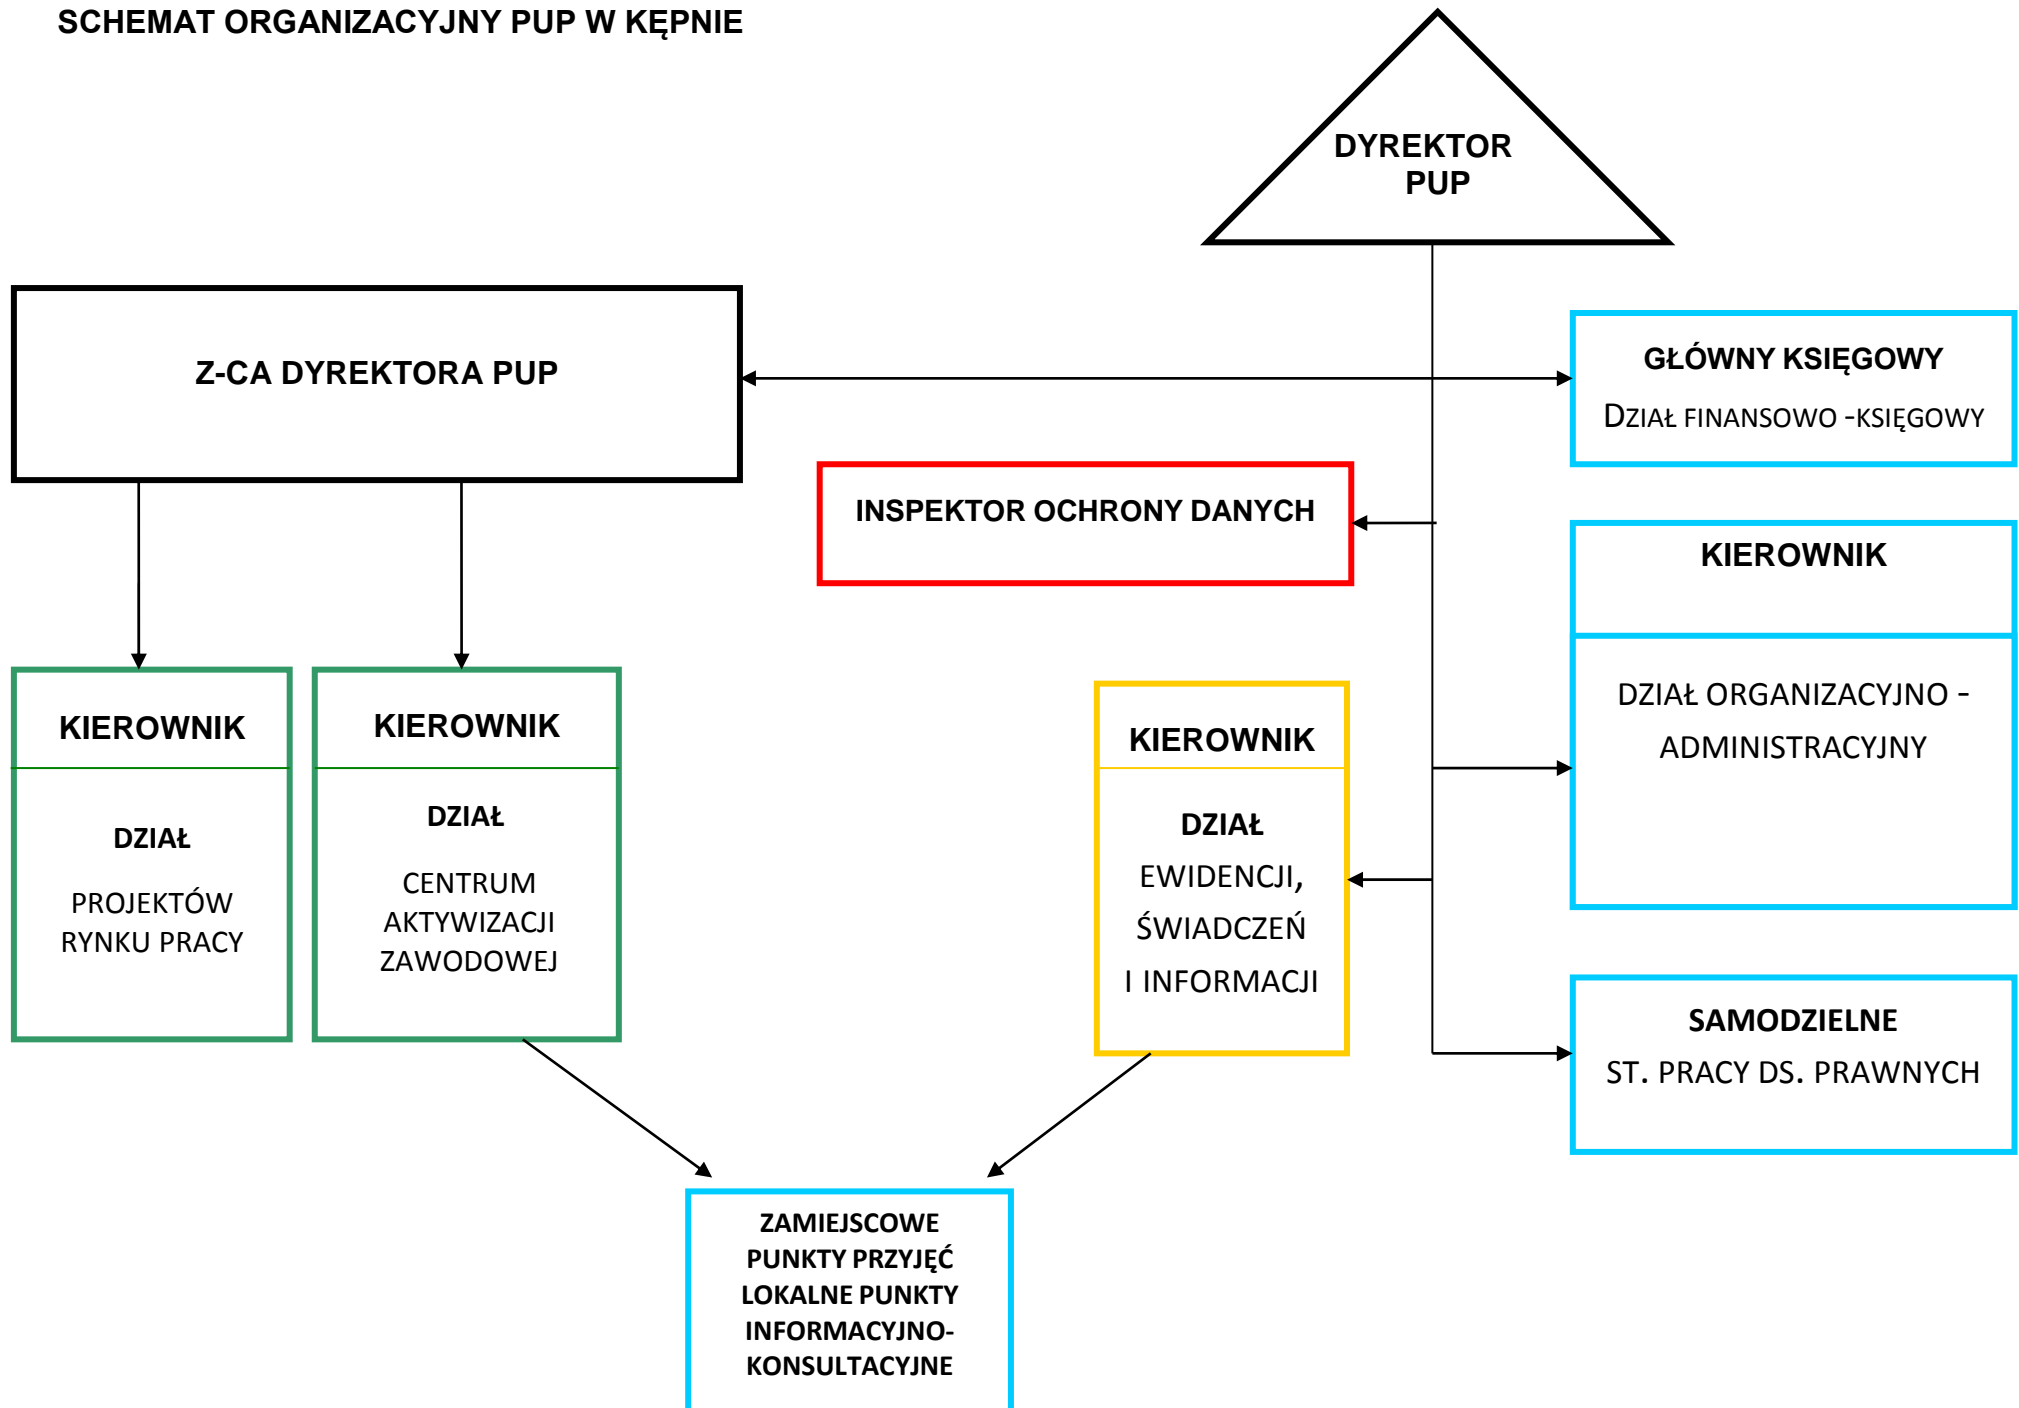 SCHEMAT ORGANIZACYJNY PUP W KĘPNIE
DYREKTOR
PUP
Z-CA DYREKTORA PUP
GŁÓWNY KSIĘGOWY
DZIAŁ FINANSOWO -KSIĘGOWY
INSPEKTOR OCHRONY DANYCH
KIEROWNIK
DZIAŁ ORGANIZACYJNO -
ADMINISTRACYJNY
KIEROWNIK
DZIAŁ
PROJEKTÓW
RYNKU PRACY
KIEROWNIK
DZIAŁ
CENTRUM
AKTYWIZACJI
ZAWODOWEJ
KIEROWNIK
DZIAŁ
EWIDENCJI,
ŚWIADCZEŃ
I INFORMACJI
SAMODZIELNE
ST. PRACY DS. PRAWNYCH
ZAMIEJSCOWE
PUNKTY PRZYJĘĆ
LOKALNE PUNKTY
INFORMACYJNO-
KONSULTACYJNE